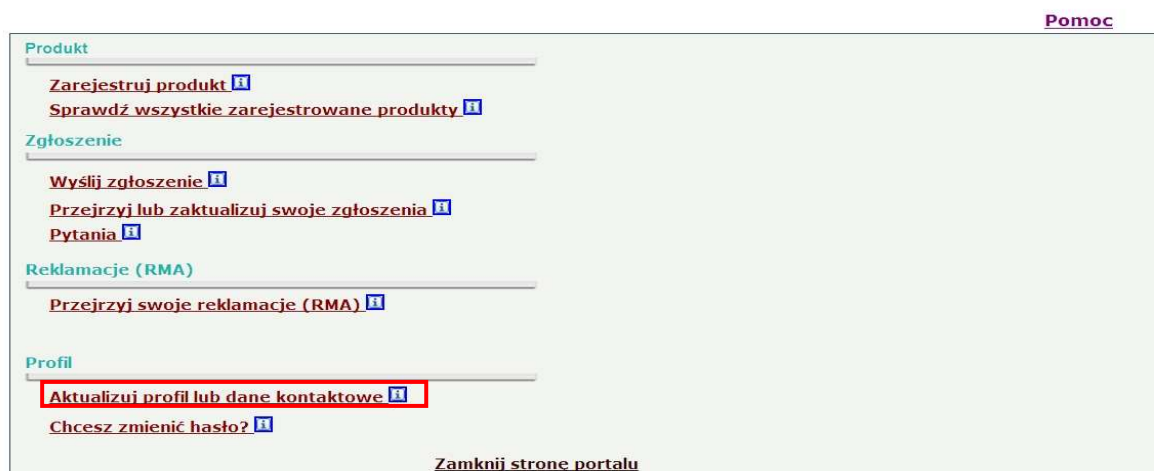 Pomoc
Produkt
Zarejestruj produkt
Sprawdź wszystkie zarejestrowane produkty
Zgłoszenie
Wyślij zgłoszenie
Przejrzyj lub zaktualizuj swoje zgłoszenia
Pytania
Reklamacje (RMA)
Przejrzyj swoje reklamacje (RMA)
Profil
Aktualizuj profil lub dane kontaktowe
Chcesz zmienić hasło?
Zamknij strone portalu